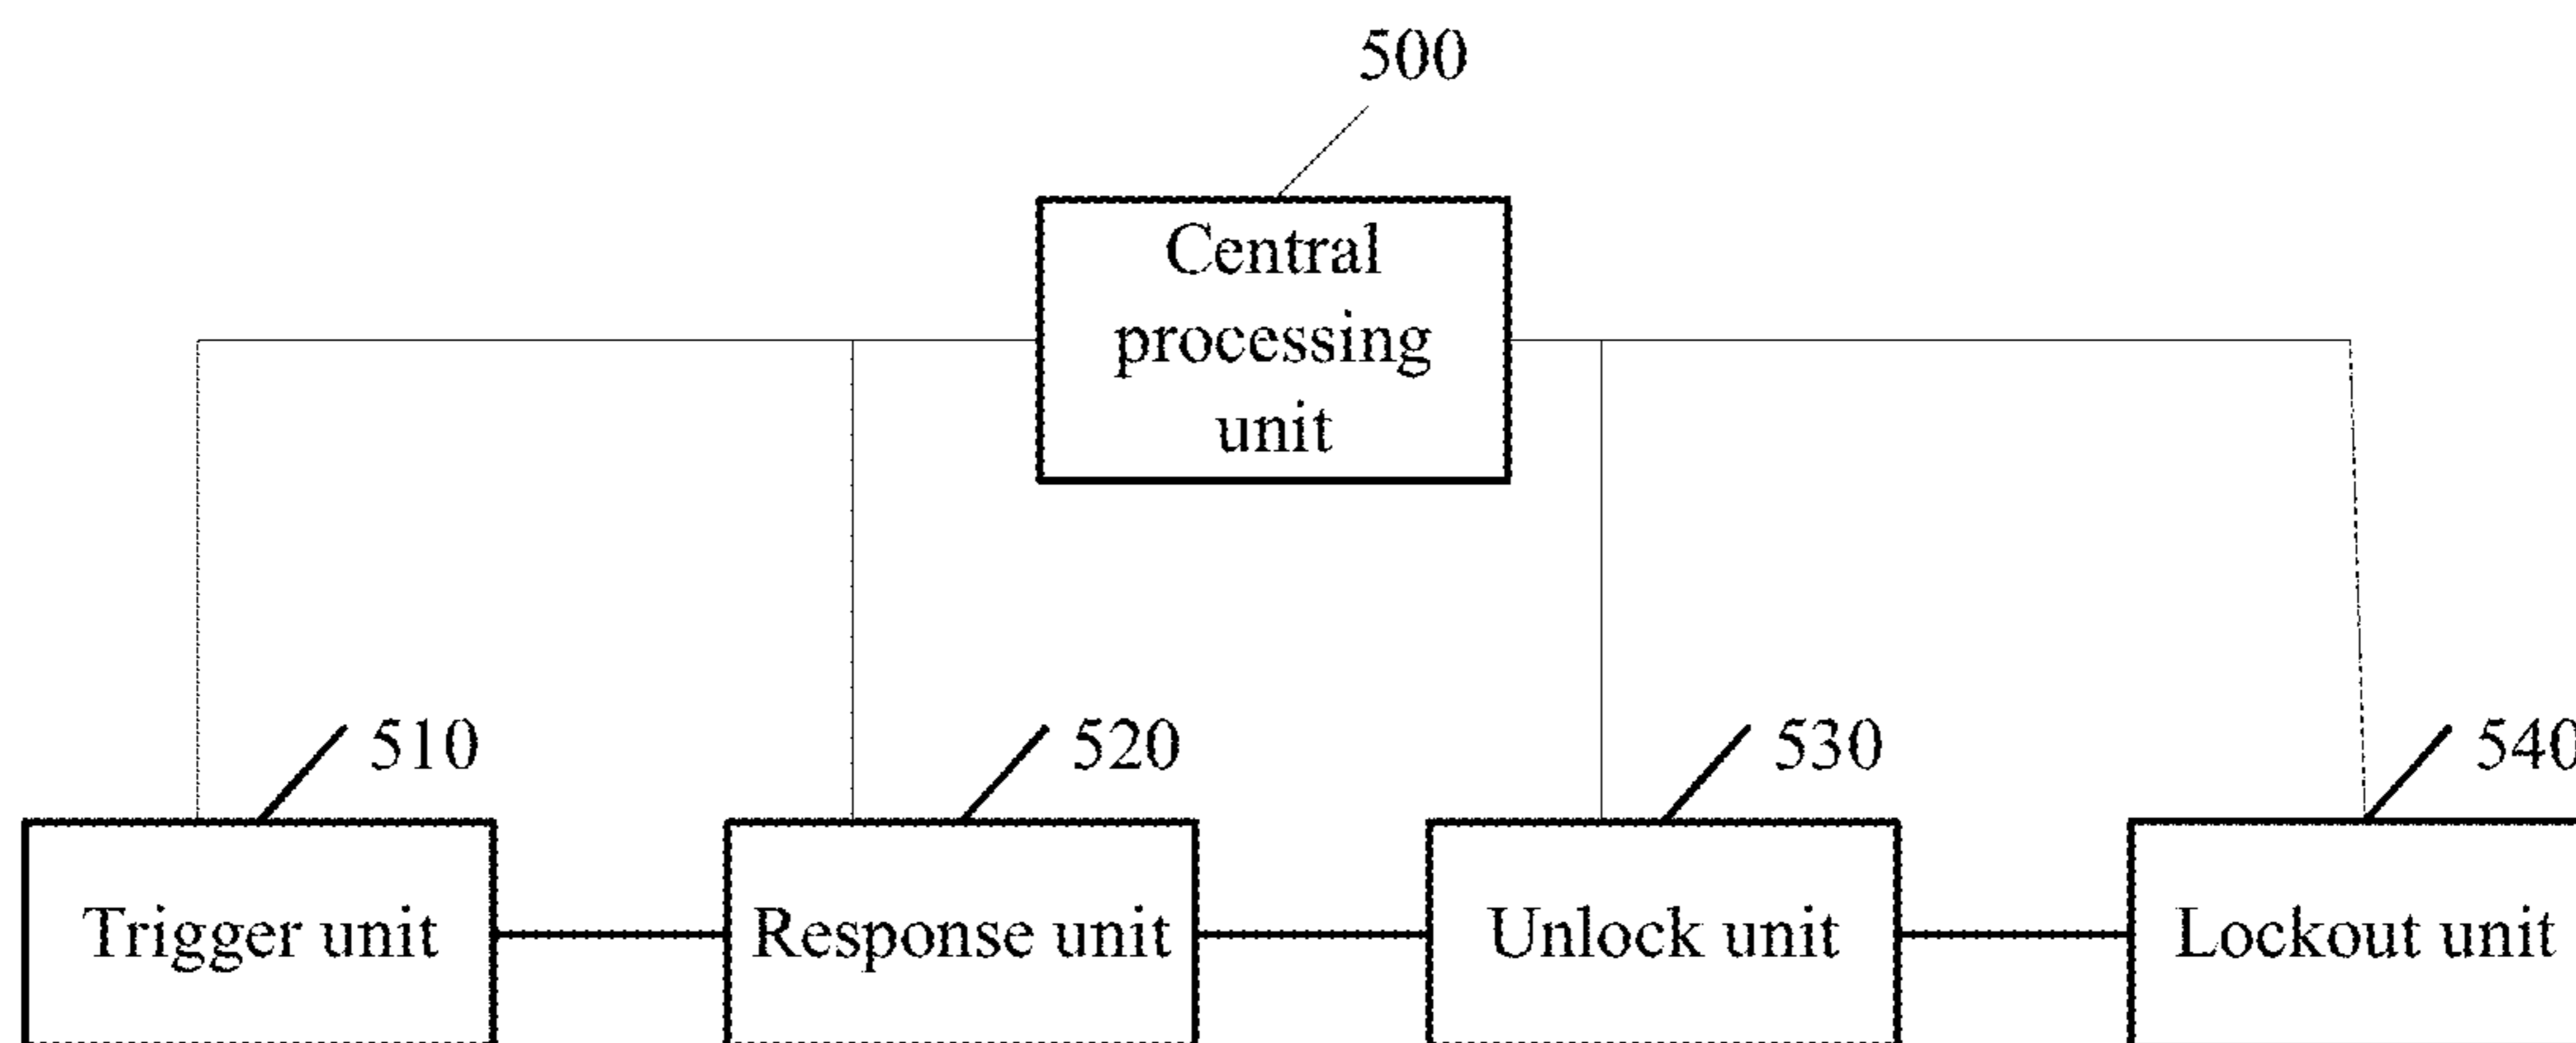 500
Central
processing
unit
510
520
530
540
Trigger unit
Response unit
Unlock unit
Lockout unit